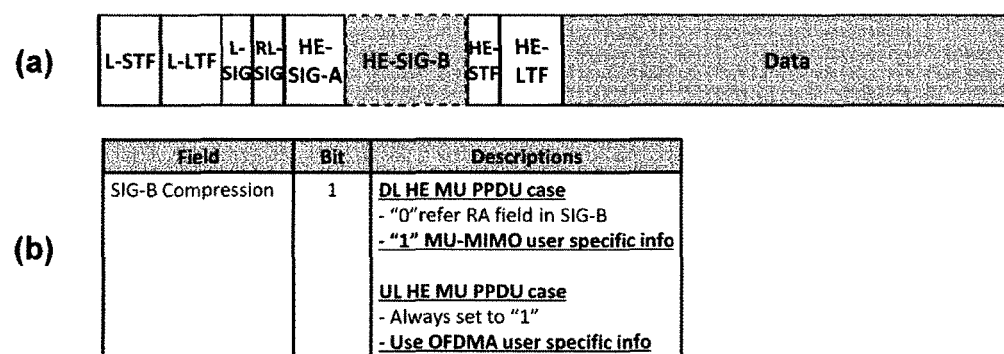 (a)
L-STF L-LTF L-SIG RL-SIG HE-SIG-A HE-SIG-B HE-STF HE-LTF Data
(b)
Field Bit Descriptions
SIG-B Compression 1 DL HE MU PPDU case
- "0"refer RA field in SIG-B
- "1" MU-MIMO user specific info
UL HE MU PPDU case
- Always set to "1"
- Use OFDMA user specific info